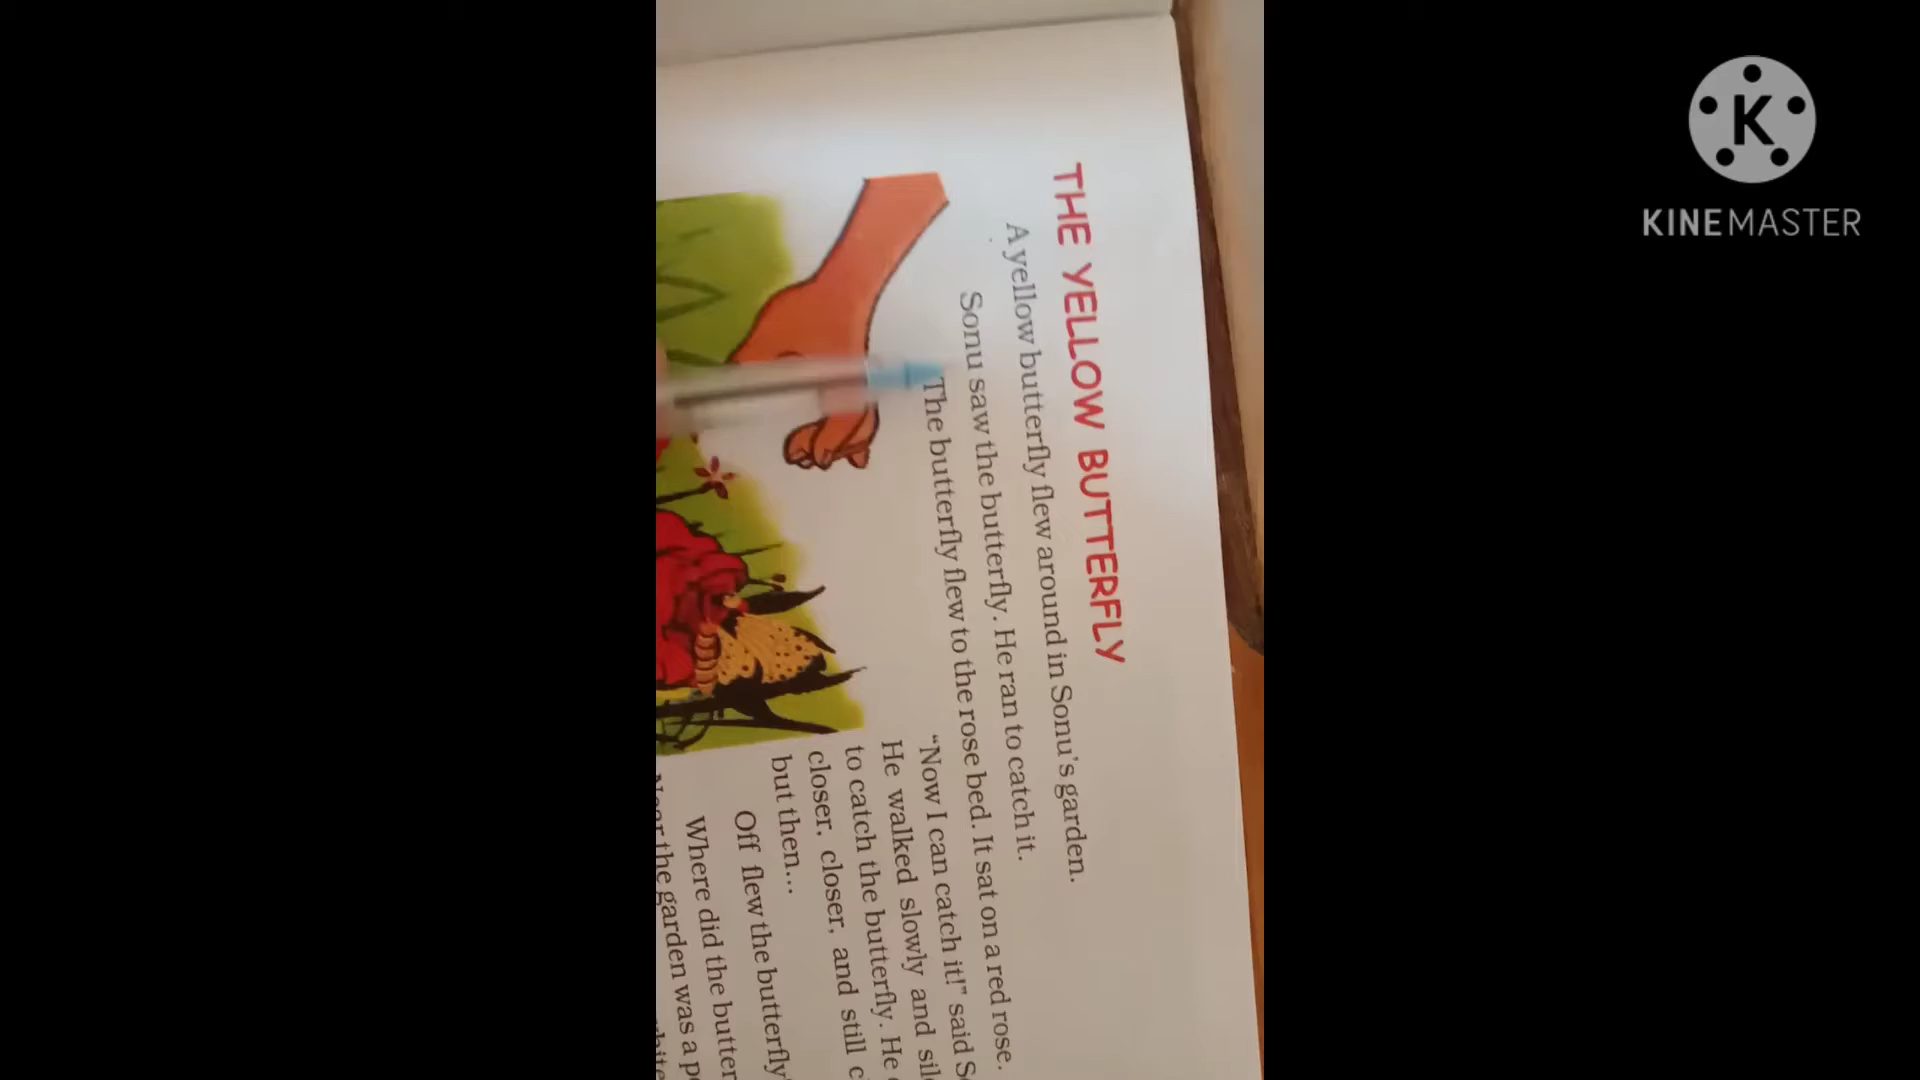 THE YELLOW BUTTERFLY
A yellow butterfly flew around in Sonu's garden.
Sonu saw the butterfly. He ran to catch it.
The butterfly flew to the rose bed. It sat on a red rose.
“Now I can catch it!” said
He walked slowly and
to catch the butterfly. He
closer, closer, and still
but then...
Off flew the butterfly
Where did the
the garden was a
KINEMASTER